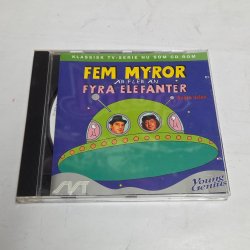 KLASSISK TV-SERIE NU SOM CD-ROM
FEM MYROR
ÄR FLER ÄN
FYRA ELEFANTER
Young
Genius